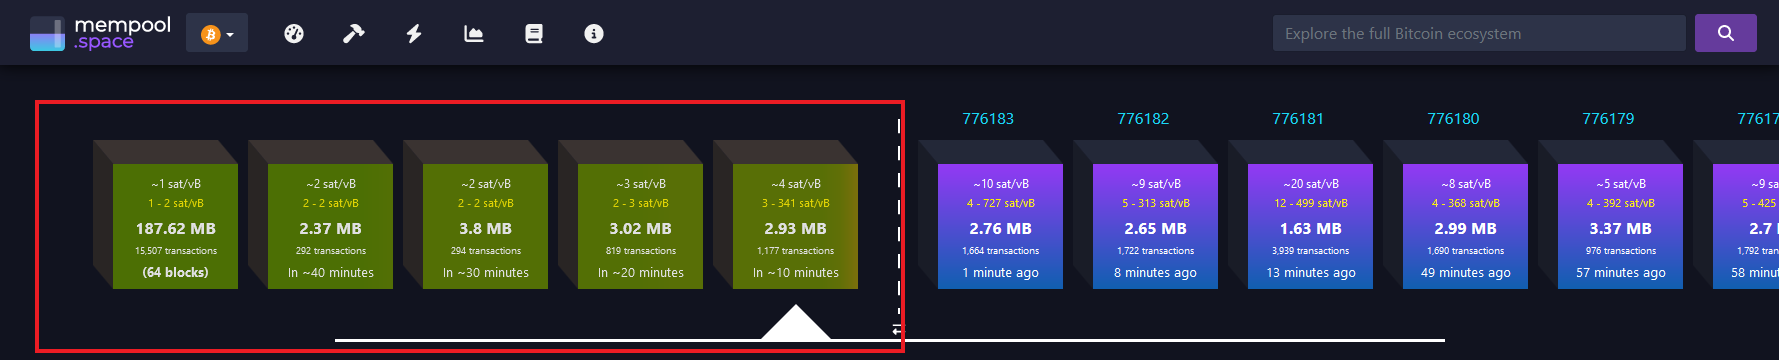 mempool
.space
Explore the full Bitcoin ecosystem
~1 sat/vB
1 - 2 sat/vB
187.62 MB
15,507 transactions
(64 blocks)
~2 sat/vB
2 - 2 sat/vB
2.37 MB
292 transactions
In ~40 minutes
~2 sat/vB
2 - 2 sat/vB
3.8 MB
294 transactions
In ~30 minutes
~3 sat/vB
2 - 3 sat/vB
3.02 MB
819 transactions
In ~20 minutes
~4 sat/vB
3 - 341 sat/vB
2.93 MB
1,177 transactions
In ~10 minutes
776183
~10 sat/vB
4 - 727 sat/vB
2.76 MB
1,664 transactions
1 minute ago
776182
~9 sat/vB
5 - 313 sat/vB
2.65 MB
1,722 transactions
8 minutes ago
776181
~20 sat/vB
12 - 499 sat/vB
1.63 MB
3,939 transactions
13 minutes ago
776180
~8 sat/vB
4 - 368 sat/vB
2.99 MB
1,690 transactions
49 minutes ago
776179
~5 sat/vB
4 - 392 sat/vB
3.37 MB
976 transactions
57 minutes ago
77617
~9 s
5 - 425
2.7
1,792 trans
58 minu